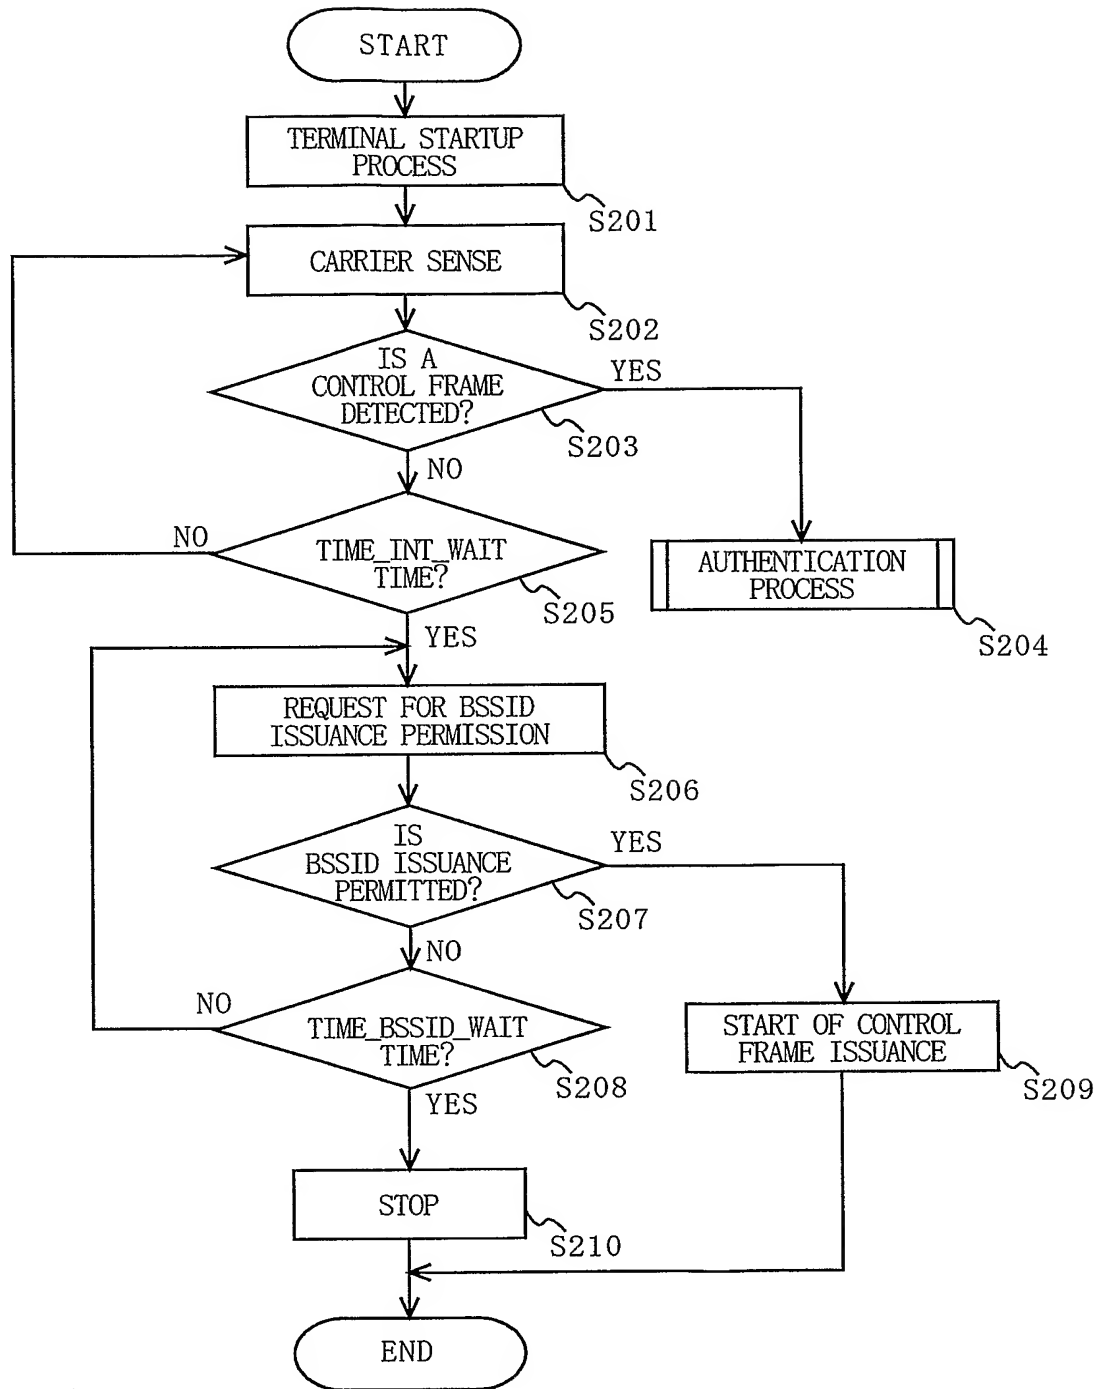 START
TERMINAL STARTUP
PROCESS
S201
CARRIER SENSE
S202
IS A
CONTROL FRAME
DETECTED?
YES
S203
NO
NO
TIME_INT_WAIT
TIME?
S205
AUTHENTICATION
PROCESS
S204
YES
REQUEST FOR BSSID
ISSUANCE PERMISSION
S206
IS
BSSID ISSUANCE
PERMITTED?
YES
S207
NO
NO
TIME_BSSID_WAIT
TIME?
S208
START OF CONTROL
FRAME ISSUANCE
S209
YES
STOP
S210
END